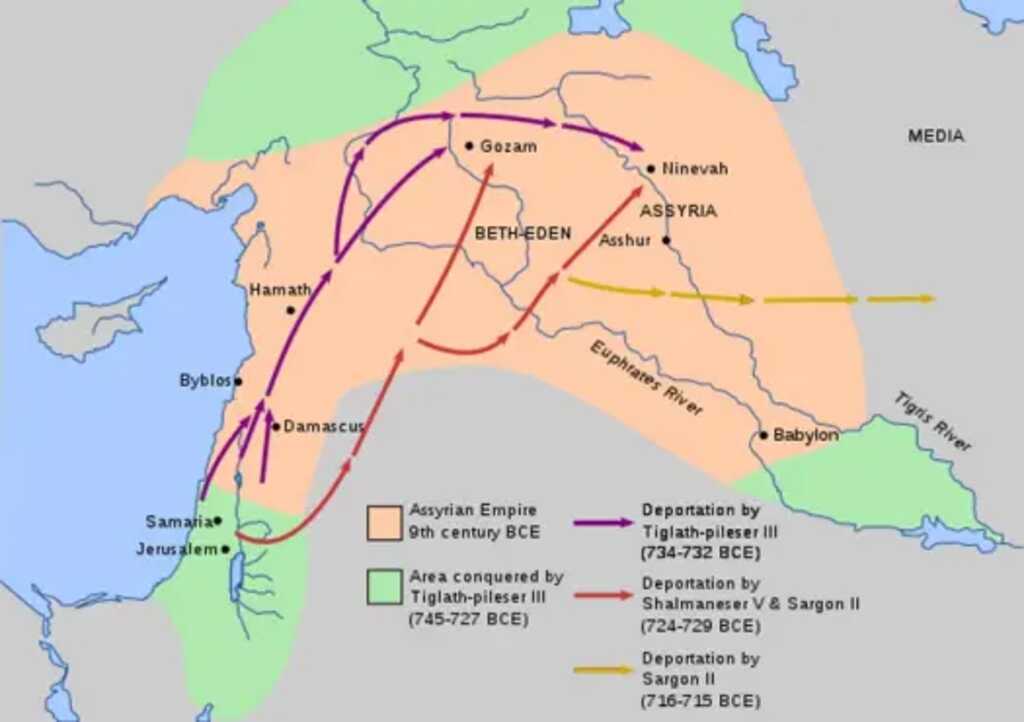 MEDIA
Gozam
Ninevah
ASSYRIA
BETH-EDEN
Asshur
Hamath
Euphrates River
Byblos
Damascus
Tigris River
Babylon
Samaria
Jerusalem
Assyrian Empire
9th century BCE
Area conquered by
Tiglath-pileser III
(745-727 BCE)
Deportation by
Tiglath-pileser III
(734-732 BCE)
Deportation by
Shalmaneser V & Sargon II
(724-729 BCE)
Deportation by
Sargon II
(716-715 BCE)